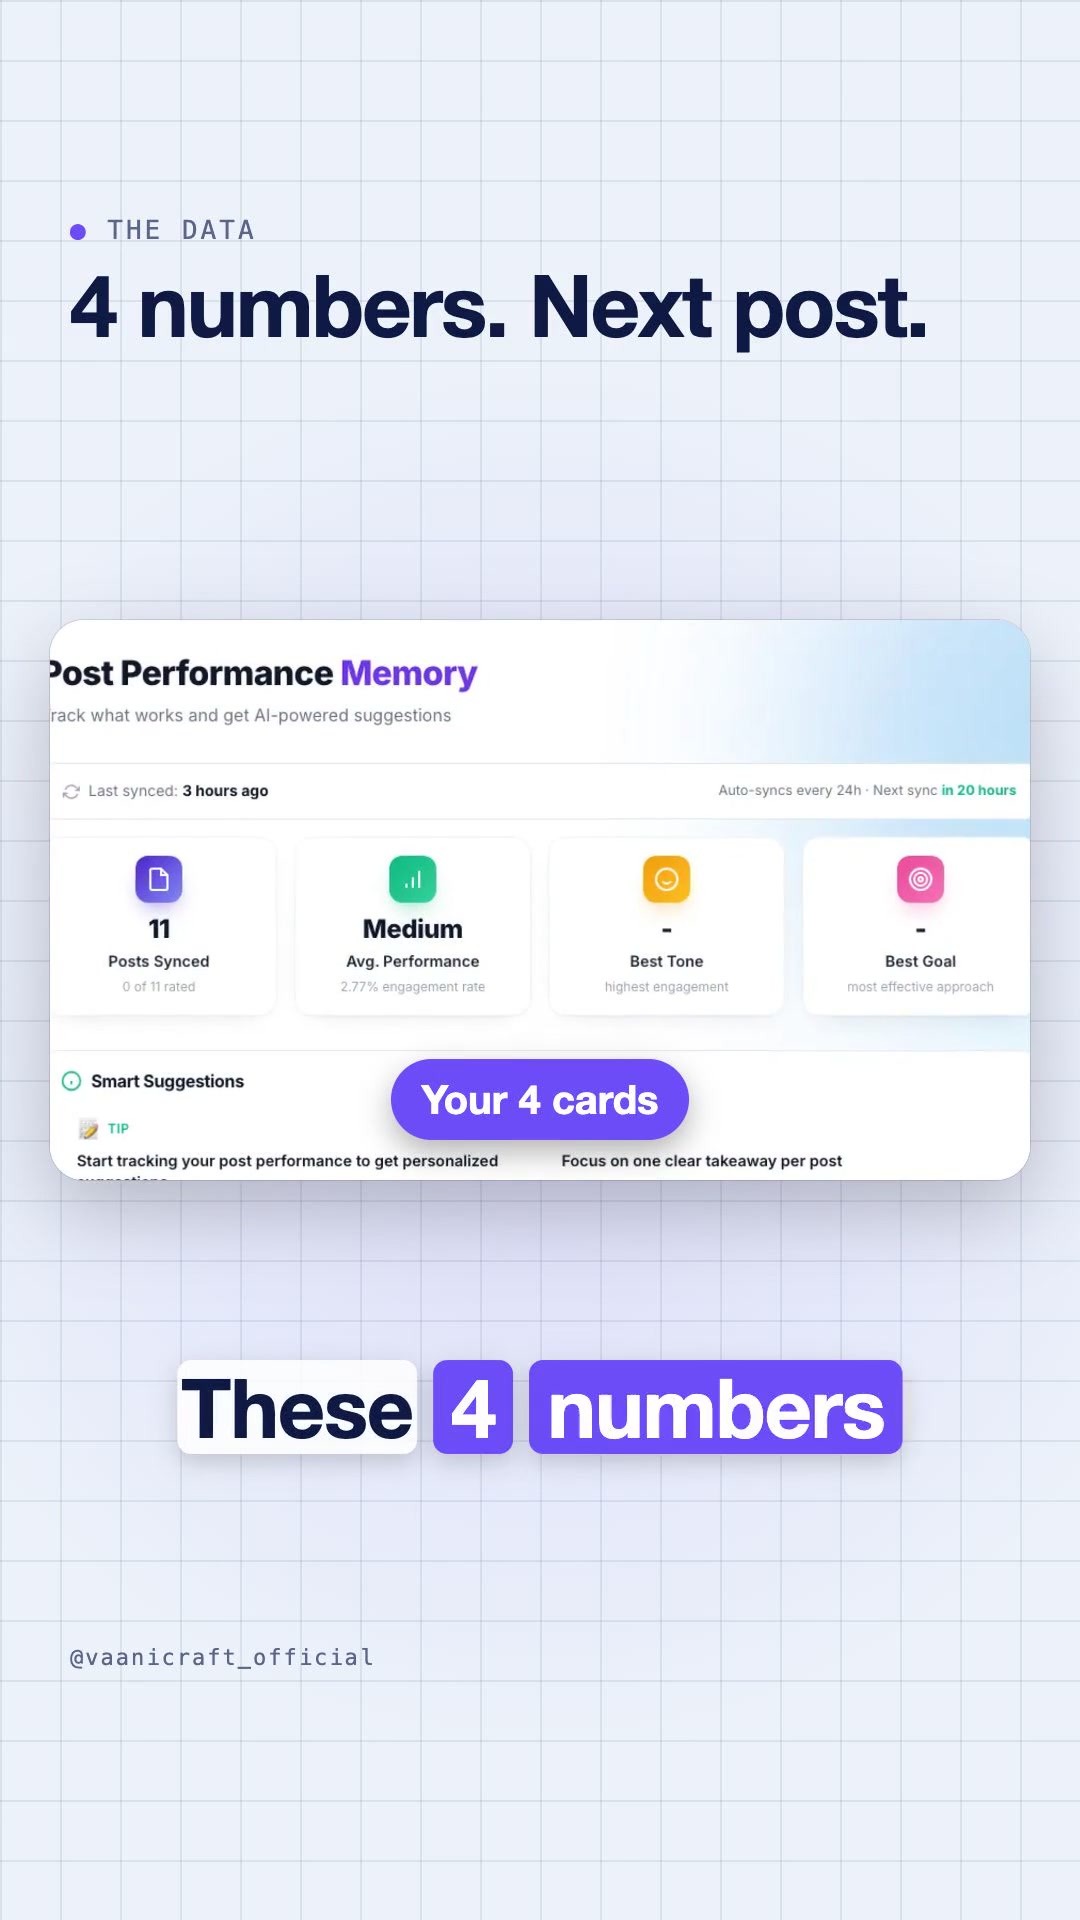 THE DATA
4 numbers. Next post.
Post Performance Memory
rack what works and get AI-powered suggestions
Last synced: 3 hours ago
Auto-syncs every 24h · Next sync in 20 hours
11
Posts Synced
0 of 11 rated
Medium
Avg. Performance
2.77% engagement rate
-
Best Tone
highest engagement
-
Best Goal
most effective approach
Smart Suggestions
Your 4 cards
TIP
Start tracking your post performance to get personalized
Focus on one clear takeaway per post
These 4 numbers
@vaanicraft_official